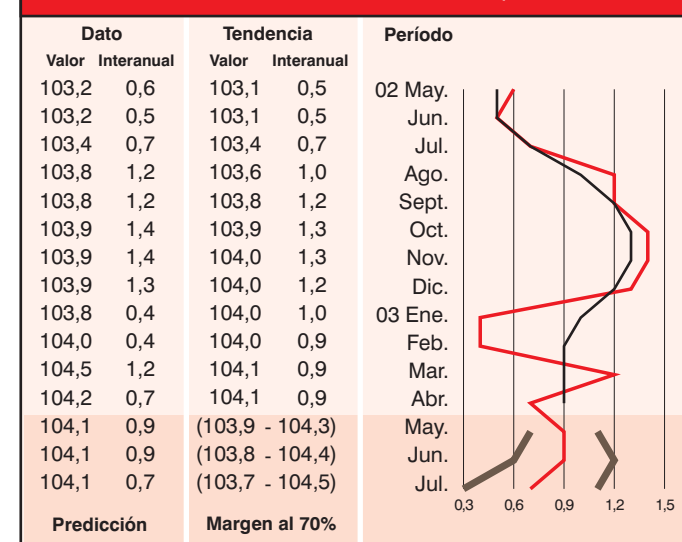 Dato Tendencia Período
Valor Interanual Valor Interanual
103,2 0,6 103,1 0,5 02 May.
103,2 0,5 103,1 0,5 Jun.
103,4 0,7 103,4 0,7 Jul.
103,8 1,2 103,6 1,0 Ago.
103,8 1,2 103,8 1,2 Sept.
103,9 1,4 103,9 1,3 Oct.
103,9 1,4 104,0 1,3 Nov.
103,9 1,3 104,0 1,2 Dic.
103,8 0,4 104,0 1,0 03 Ene.
104,0 0,4 104,0 0,9 Feb.
104,5 1,2 104,1 0,9 Mar.
104,2 0,7 104,1 0,9 Abr.
104,1 0,9 (103,9 - 104,3) May.
104,1 0,9 (103,8 - 104,4) Jun.
104,1 0,7 (103,7 - 104,5) Jul.
0,3 0,6 0,9 1,2 1,5
Predicción Margen al 70%